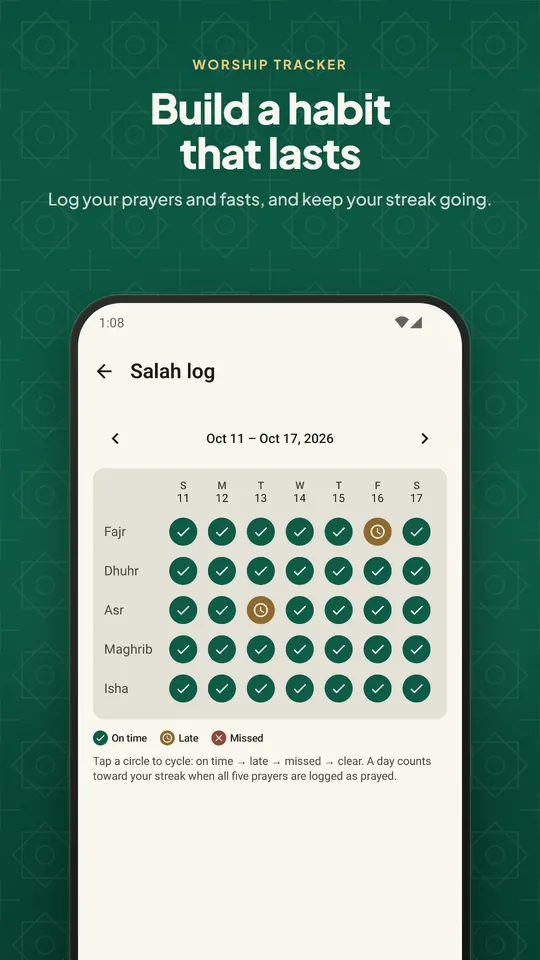 WORSHIP TRACKER
Build a habit
that lasts
Log your prayers and fasts, and keep your streak going.
1:08
Salah log
Oct 11 – Oct 17, 2026
S M T W T F S
11 12 13 14 15 16 17
Fajr
Dhuhr
Asr
Maghrib
Isha
On time Late Missed
Tap a circle to cycle: on time → late → missed → clear. A day counts
toward your streak when all five prayers are logged as prayed.